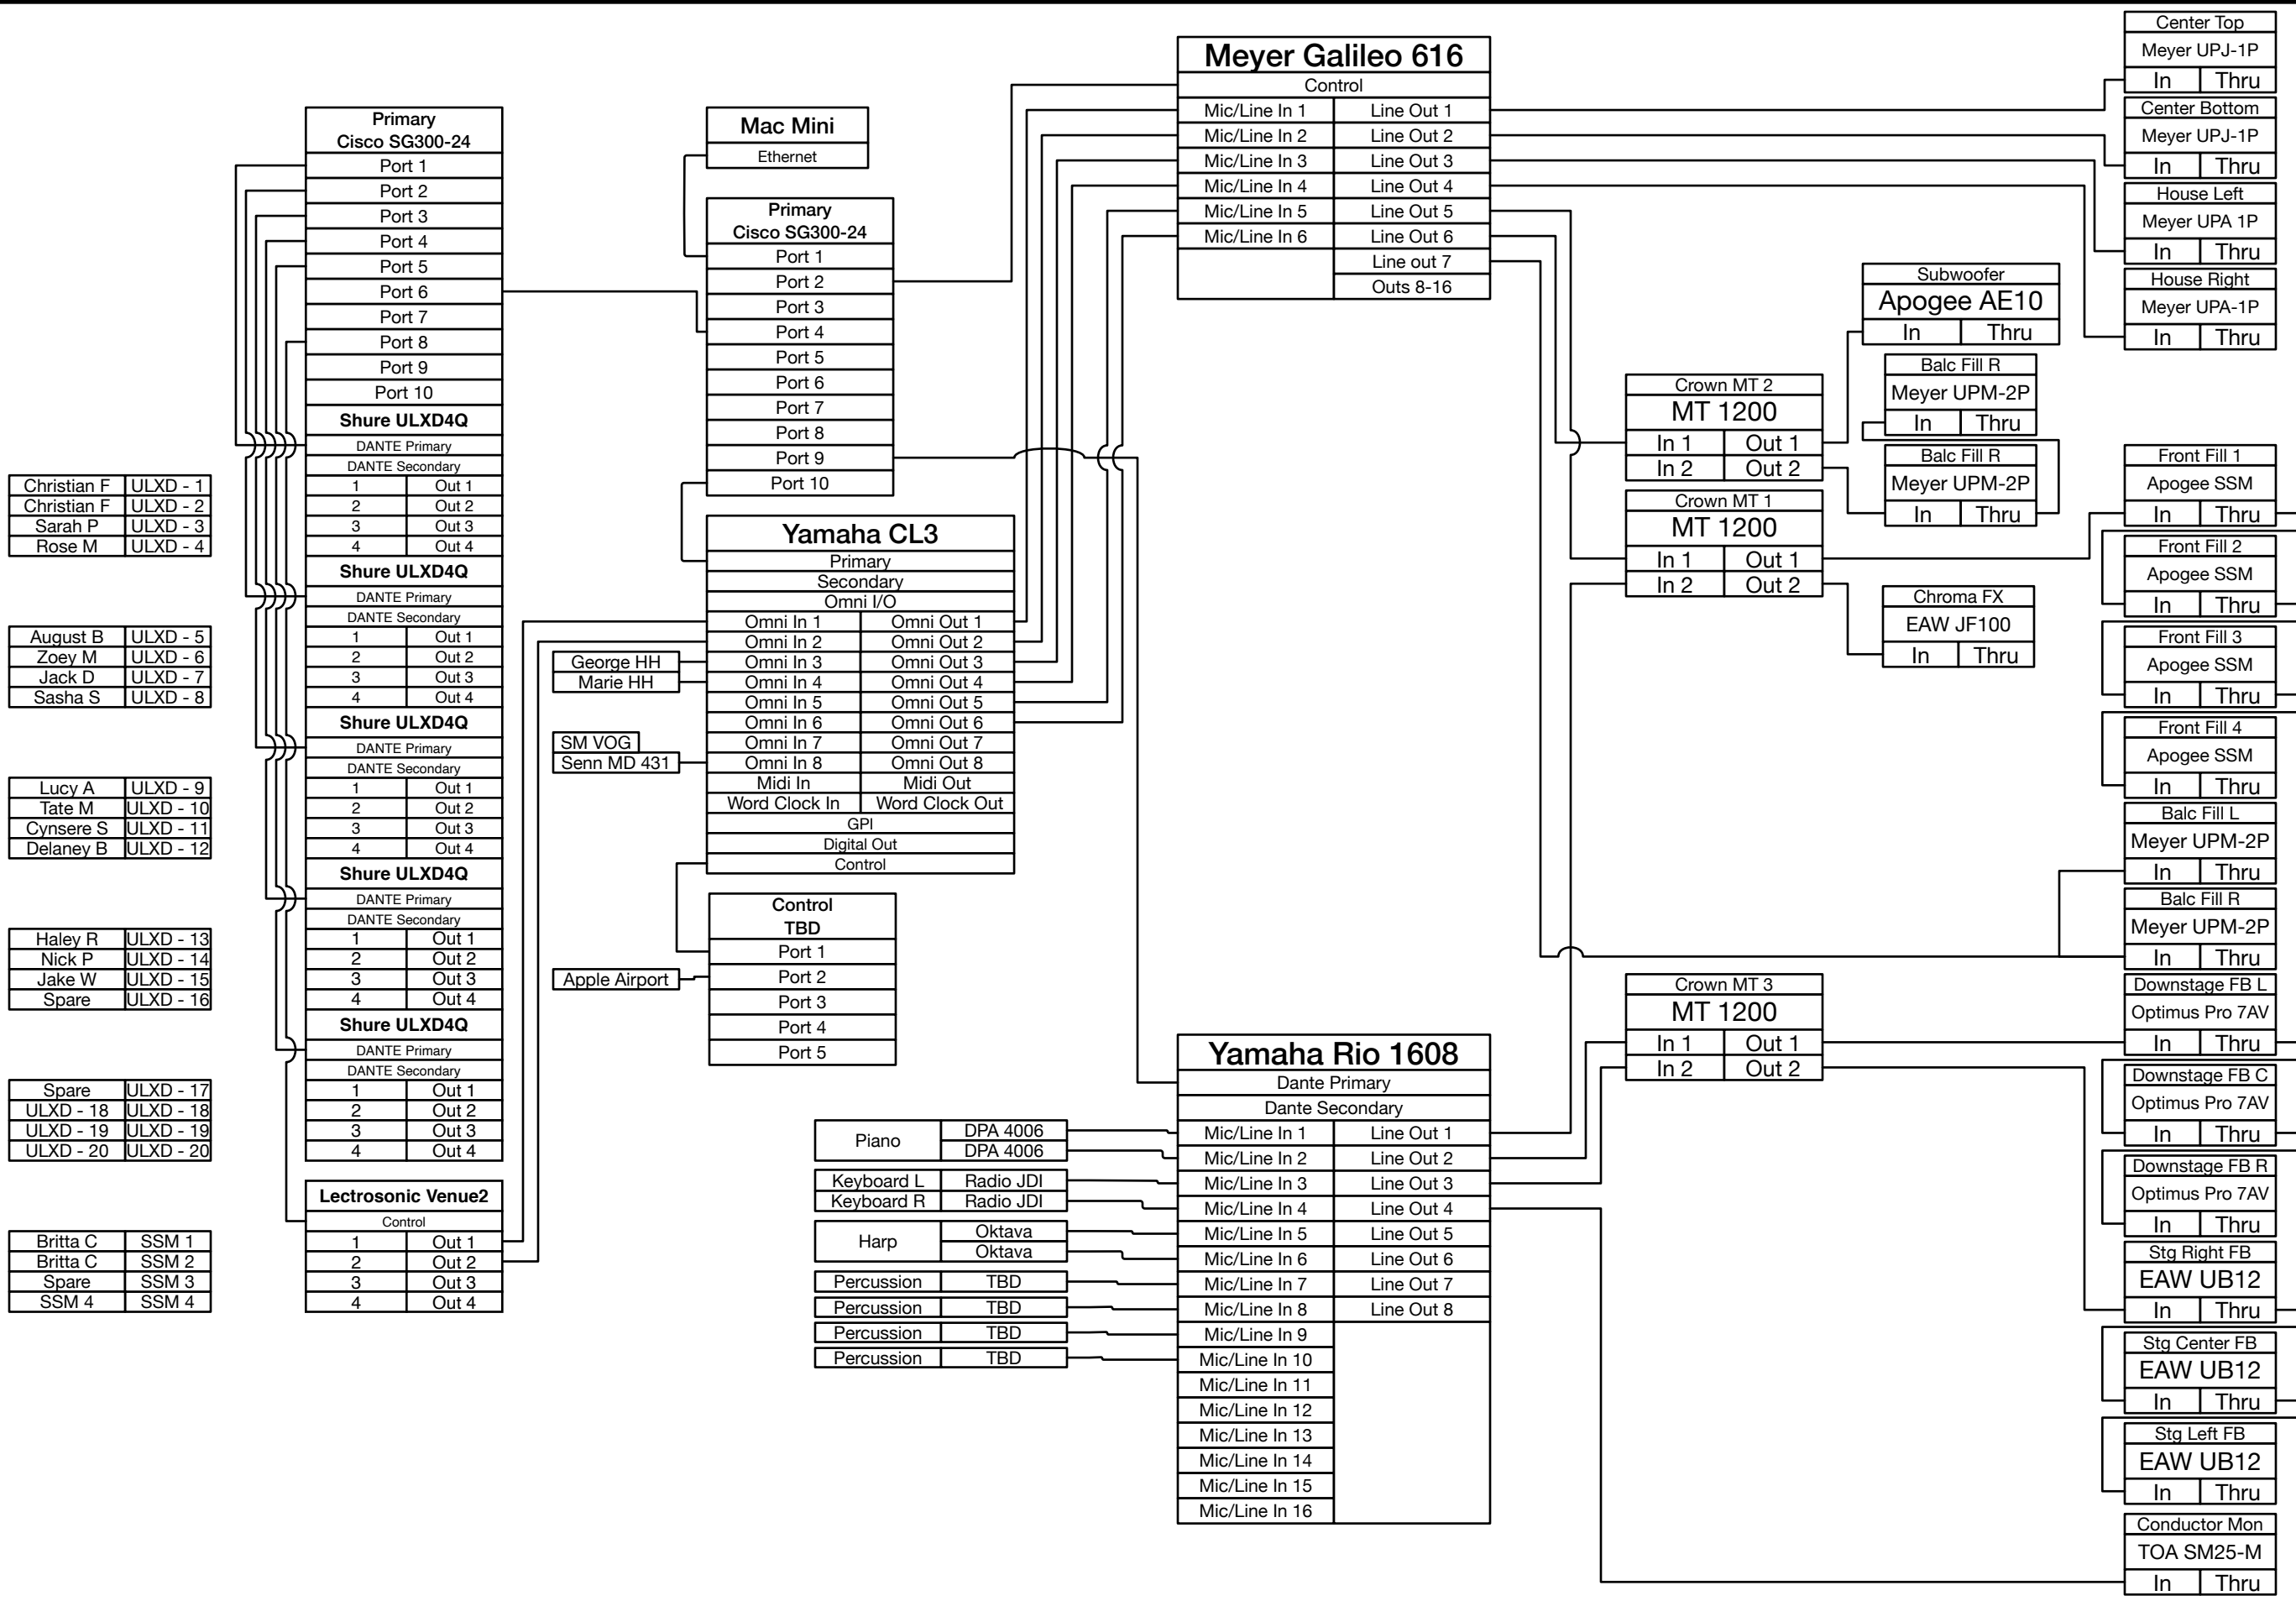 Christian F ULXD - 1
Christian F ULXD - 2
Sarah P ULXD - 3
Rose M ULXD - 4
August B ULXD - 5
Zoey M ULXD - 6
Jack D ULXD - 7
Sasha S ULXD - 8
Lucy A ULXD - 9
Tate M ULXD - 10
Cynsere S ULXD - 11
Delaney B ULXD - 12
Haley R ULXD - 13
Nick P ULXD - 14
Jake W ULXD - 15
Spare ULXD - 16
Spare ULXD - 17
ULXD - 18 ULXD - 18
ULXD - 19 ULXD - 19
ULXD - 20 ULXD - 20
Britta C SSM 1
Britta C SSM 2
Spare SSM 3
SSM 4 SSM 4
Primary
Cisco SG300-24
Port 1
Port 2
Port 3
Port 4
Port 5
Port 6
Port 7
Port 8
Port 9
Port 10
Shure ULXD4Q
DANTE Primary
DANTE Secondary
1 Out 1
2 Out 2
3 Out 3
4 Out 4
Shure ULXD4Q
DANTE Primary
DANTE Secondary
1 Out 1
2 Out 2
3 Out 3
4 Out 4
Shure ULXD4Q
DANTE Primary
DANTE Secondary
1 Out 1
2 Out 2
3 Out 3
4 Out 4
Shure ULXD4Q
DANTE Primary
DANTE Secondary
1 Out 1
2 Out 2
3 Out 3
4 Out 4
Shure ULXD4Q
DANTE Primary
DANTE Secondary
1 Out 1
2 Out 2
3 Out 3
4 Out 4
Lectrosonic Venue2
Control
1 Out 1
2 Out 2
3 Out 3
4 Out 4
Mac Mini
Ethernet
Primary
Cisco SG300-24
Port 1
Port 2
Port 3
Port 4
Port 5
Port 6
Port 7
Port 8
Port 9
Port 10
George HH
Marie HH
SM VOG
Senn MD 431
Yamaha CL3
Primary
Secondary
Omni I/O
Omni In 1 Omni Out 1
Omni In 2 Omni Out 2
Omni In 3 Omni Out 3
Omni In 4 Omni Out 4
Omni In 5 Omni Out 5
Omni In 6 Omni Out 6
Omni In 7 Omni Out 7
Omni In 8 Omni Out 8
Midi In Midi Out
Word Clock In Word Clock Out
GPI
Digital Out
Control
Apple Airport
Control
TBD
Port 1
Port 2
Port 3
Port 4
Port 5
Piano DPA 4006
DPA 4006
Keyboard L Radio JDI
Keyboard R Radio JDI
Harp Oktava
Oktava
Percussion TBD
Percussion TBD
Percussion TBD
Percussion TBD
Meyer Galileo 616
Control
Mic/Line In 1 Line Out 1
Mic/Line In 2 Line Out 2
Mic/Line In 3 Line Out 3
Mic/Line In 4 Line Out 4
Mic/Line In 5 Line Out 5
Mic/Line In 6 Line Out 6
Line out 7
Outs 8-16
Yamaha Rio 1608
Dante Primary
Dante Secondary
Mic/Line In 1 Line Out 1
Mic/Line In 2 Line Out 2
Mic/Line In 3 Line Out 3
Mic/Line In 4 Line Out 4
Mic/Line In 5 Line Out 5
Mic/Line In 6 Line Out 6
Mic/Line In 7 Line Out 7
Mic/Line In 8 Line Out 8
Mic/Line In 9
Mic/Line In 10
Mic/Line In 11
Mic/Line In 12
Mic/Line In 13
Mic/Line In 14
Mic/Line In 15
Mic/Line In 16
Crown MT 2
MT 1200
In 1 Out 1
In 2 Out 2
Crown MT 1
MT 1200
In 1 Out 1
In 2 Out 2
Crown MT 3
MT 1200
In 1 Out 1
In 2 Out 2
Subwoofer
Apogee AE10
In Thru
Balc Fill R
Meyer UPM-2P
In Thru
Balc Fill R
Meyer UPM-2P
In Thru
Chroma FX
EAW JF100
In Thru
Center Top
Meyer UPJ-1P
In Thru
Center Bottom
Meyer UPJ-1P
In Thru
House Left
Meyer UPA 1P
In Thru
House Right
Meyer UPA-1P
In Thru
Front Fill 1
Apogee SSM
In Thru
Front Fill 2
Apogee SSM
In Thru
Front Fill 3
Apogee SSM
In Thru
Front Fill 4
Apogee SSM
In Thru
Balc Fill L
Meyer UPM-2P
In Thru
Balc Fill R
Meyer UPM-2P
In Thru
Downstage FB L
Optimus Pro 7AV
In Thru
Downstage FB C
Optimus Pro 7AV
In Thru
Downstage FB R
Optimus Pro 7AV
In Thru
Stg Right FB
EAW UB12
In Thru
Stg Center FB
EAW UB12
In Thru
Stg Left FB
EAW UB12
In Thru
Conductor Mon
TOA SM25-M
In Thru